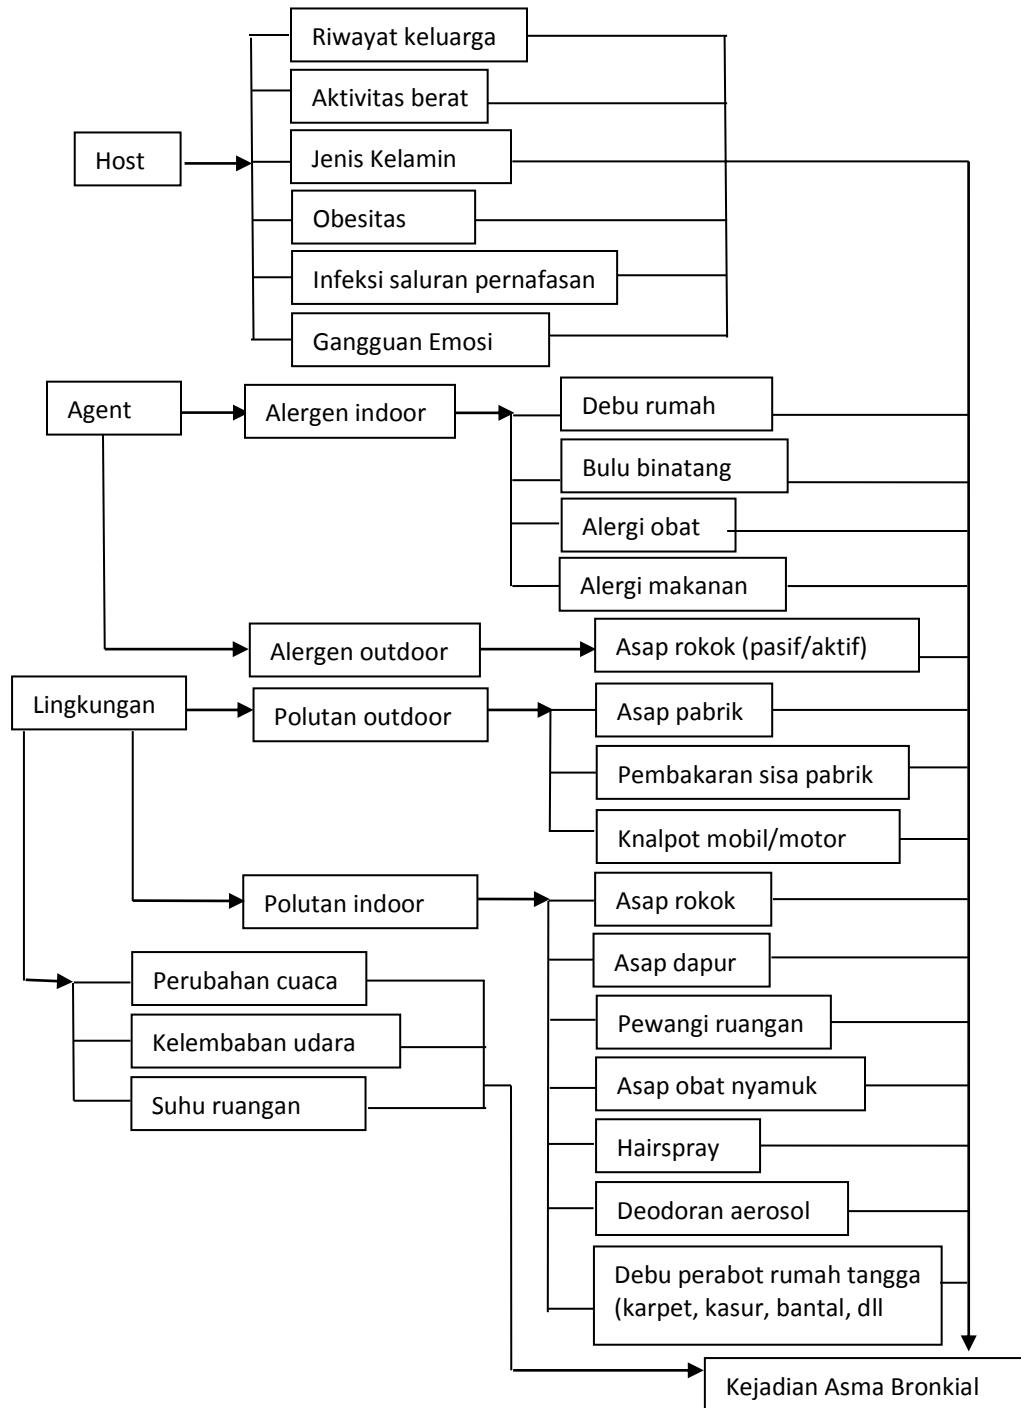 Riwayat keluarga
Aktivitas berat
Host
Jenis Kelamin
Obesitas
Infeksi saluran pernafasan
Gangguan Emosi
Agent
Alergen indoor
Debu rumah
Bulu binatang
Alergi obat
Alergi makanan
Alergen outdoor
Asap rokok (pasif/aktif)
Lingkungan
Polutan outdoor
Asap pabrik
Pembakaran sisa pabrik
Knalpot mobil/motor
Polutan indoor
Asap rokok
Asap dapur
Perubahan cuaca
Pewangi ruangan
Kelembaban udara
Asap obat nyamuk
Suhu ruangan
Hairspray
Deodoran aerosol
Debu perabot rumah tangga
(karpet, kasur, bantal, dll
Kejadian Asma Bronkial